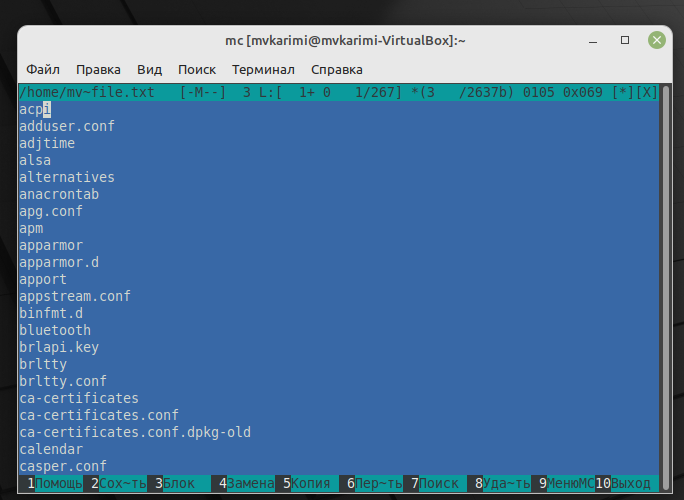 mc [mvkarimi@mvkarimi-VirtualBox]:~
Файл Правка Вид Поиск Терминал Справка
/home/mv~file.txt [-M--] 3 L:[ 1+ 0 1/267] *(3 /2637b) 0105 0x069 [*][X]
acpi
adduser.conf
adjtime
alsa
alternatives
anacrontab
apg.conf
apm
apparmor
apparmor.d
apport
appstream.conf
binfmt.d
bluetooth
brlapi.key
brltty
brltty.conf
ca-certificates
ca-certificates.conf
ca-certificates.conf.dpkg-old
calendar
casper.conf
1Помощь 2Сох~ть 3Блок 4Замена 5Копия 6Пер~ть 7Поиск 8Уда~ть 9МенюMC 10Выход